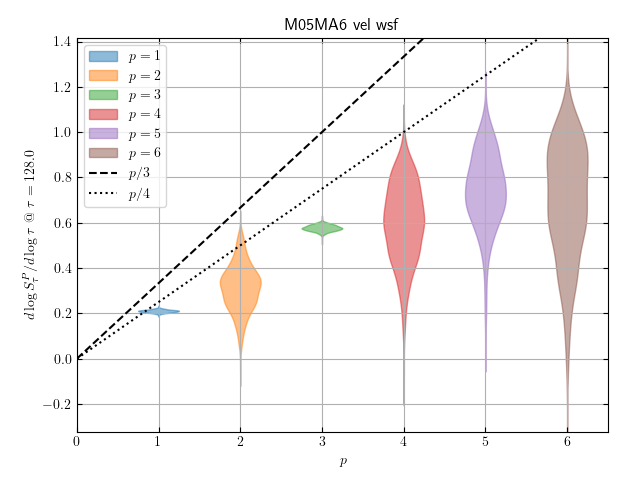 M05MA6 vel wsf
d log S_τ^P / d log τ @ τ = 128.0
1.4
1.2
1.0
0.8
0.6
0.4
0.2
0.0
−0.2
p = 1
p = 2
p = 3
p = 4
p = 5
p = 6
p/3
p/4
0 1 2 3 4 5 6
p